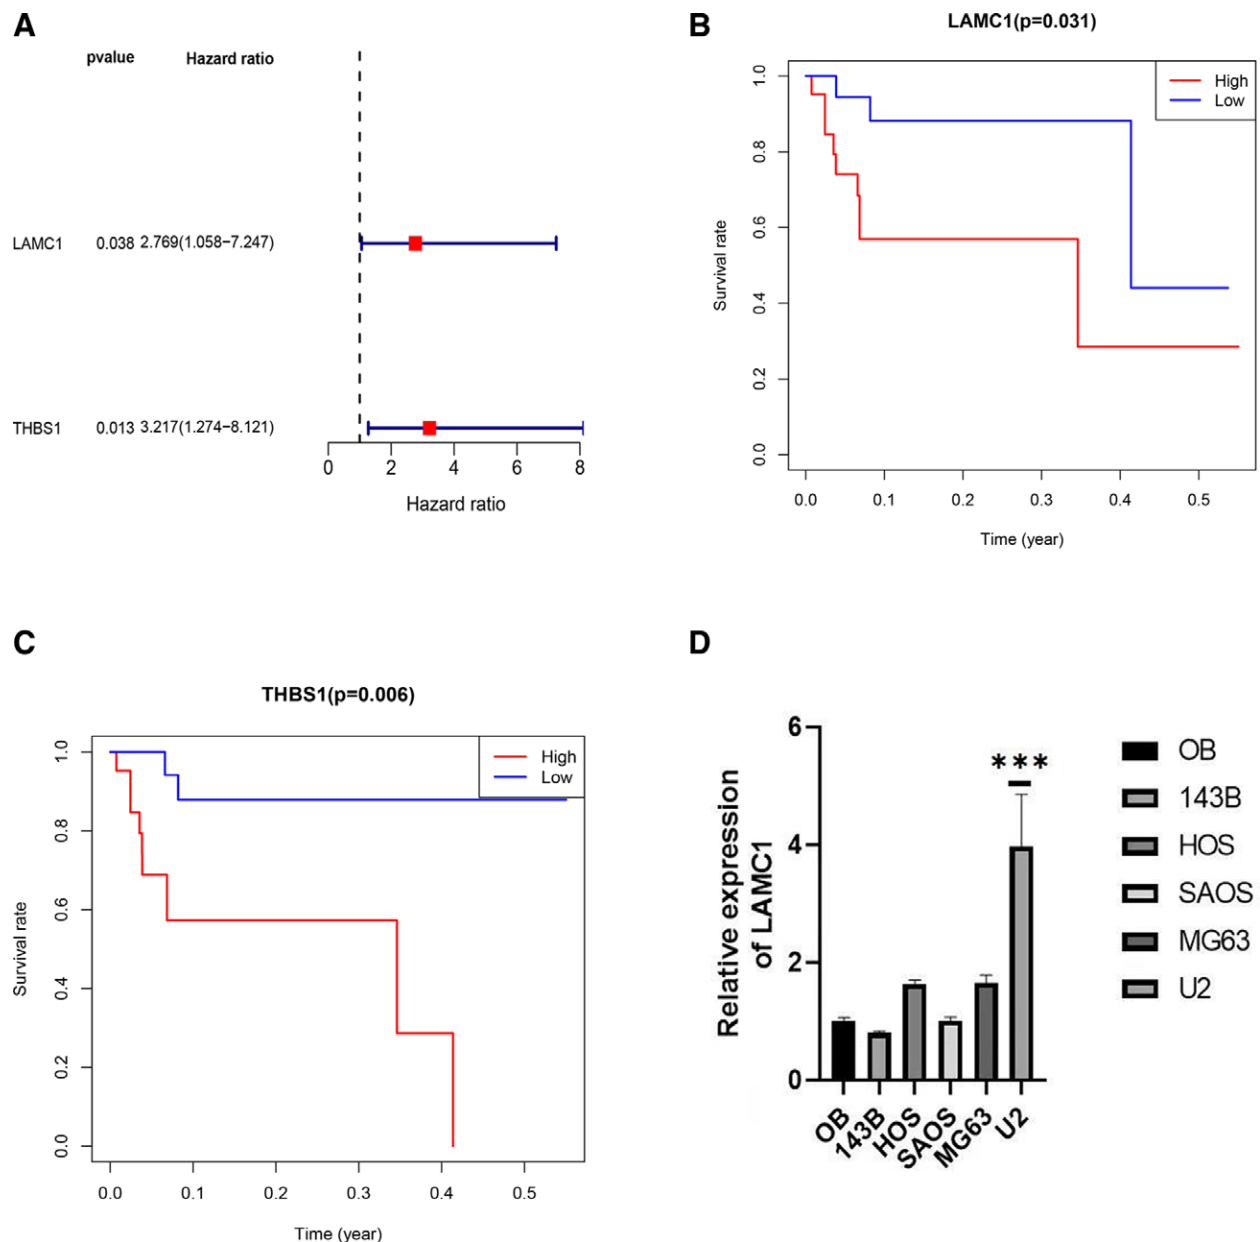 A
pvalue Hazard ratio
LAMC1 0.038 2.769(1.058−7.247)
THBS1 0.013 3.217(1.274−8.121)
0 2 4 6 8
Hazard ratio
B
LAMC1(p=0.031)
High
Low
1.0
0.8
0.6
0.4
0.2
0.0
Survival rate
0.0 0.1 0.2 0.3 0.4 0.5
Time (year)
C
THBS1(p=0.006)
High
Low
1.0
0.8
0.6
0.4
0.2
0.0
Survival rate
0.0 0.1 0.2 0.3 0.4 0.5
Time (year)
D
Relative expression
of LAMC1
6
4
2
0
***
OB 143B HOS SAOS MG63 U2
OB
143B
HOS
SAOS
MG63
U2